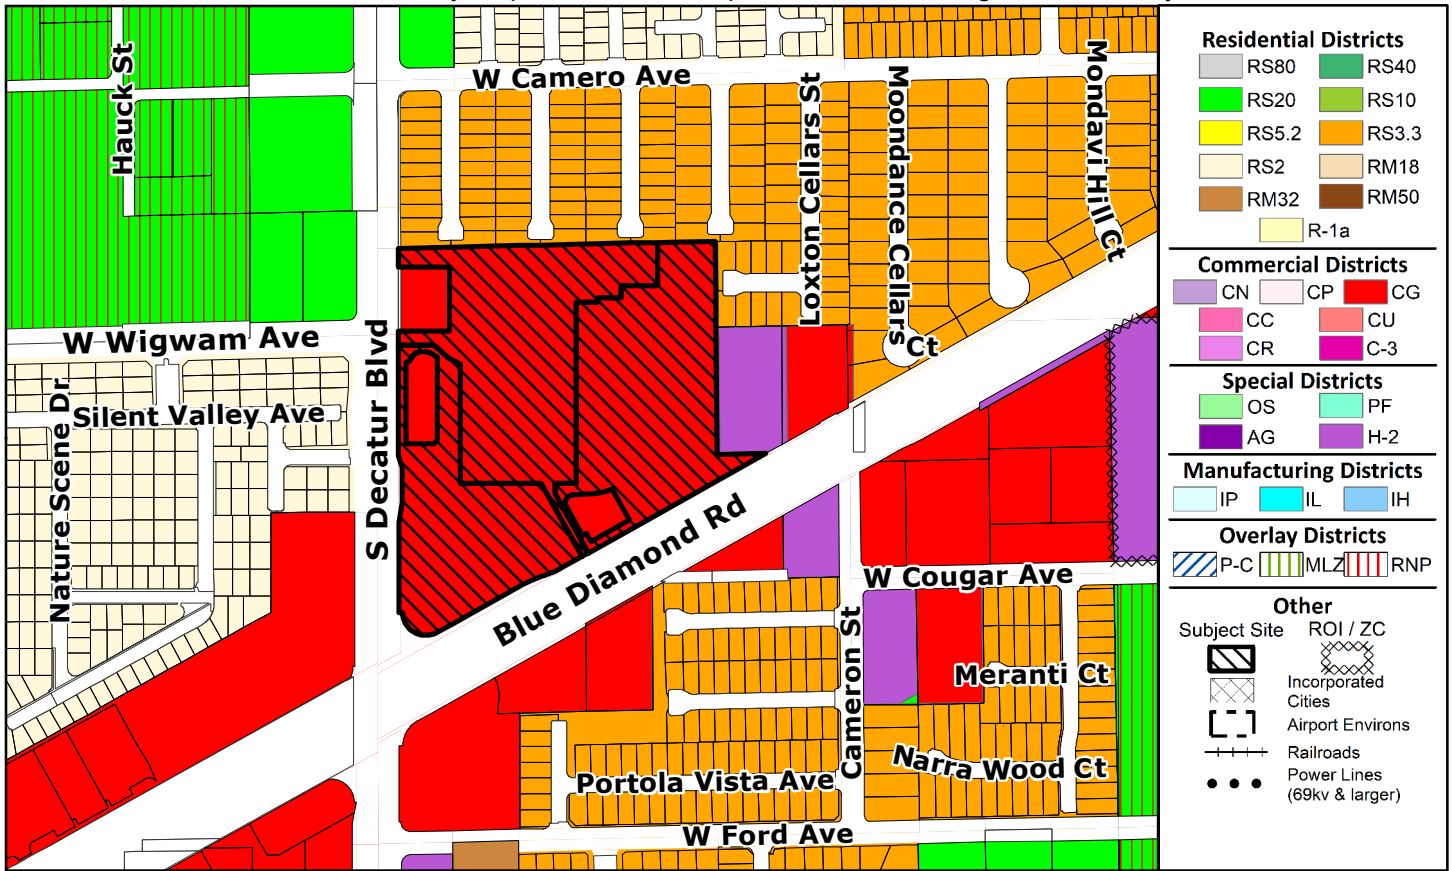 W Camero Ave
Hauck St
Loxton Cellars St
Moondance Cellars
Ct
Mondavi Hill Ct
W Wigwam Ave
Silent Valley Ave
Nature Scene Dr
S Decatur Blvd
Blue Diamond Rd
W Cougar Ave
Cameron St
Meranti Ct
Narra Wood Ct
Portola Vista Ave
W Ford Ave
Residential Districts
RS80 RS40
RS20 RS10
RS5.2 RS3.3
RS2 RM18
RM32 RM50
R-1a
Commercial Districts
CN CP CG
CC CU
CR C-3
Special Districts
OS PF
AG H-2
Manufacturing Districts
IP IL IH
Overlay Districts
P-C MLZ RNP
Other
Subject Site ROI / ZC
Incorporated
Cities
Airport Environs
Railroads
Power Lines
(69kv & larger)